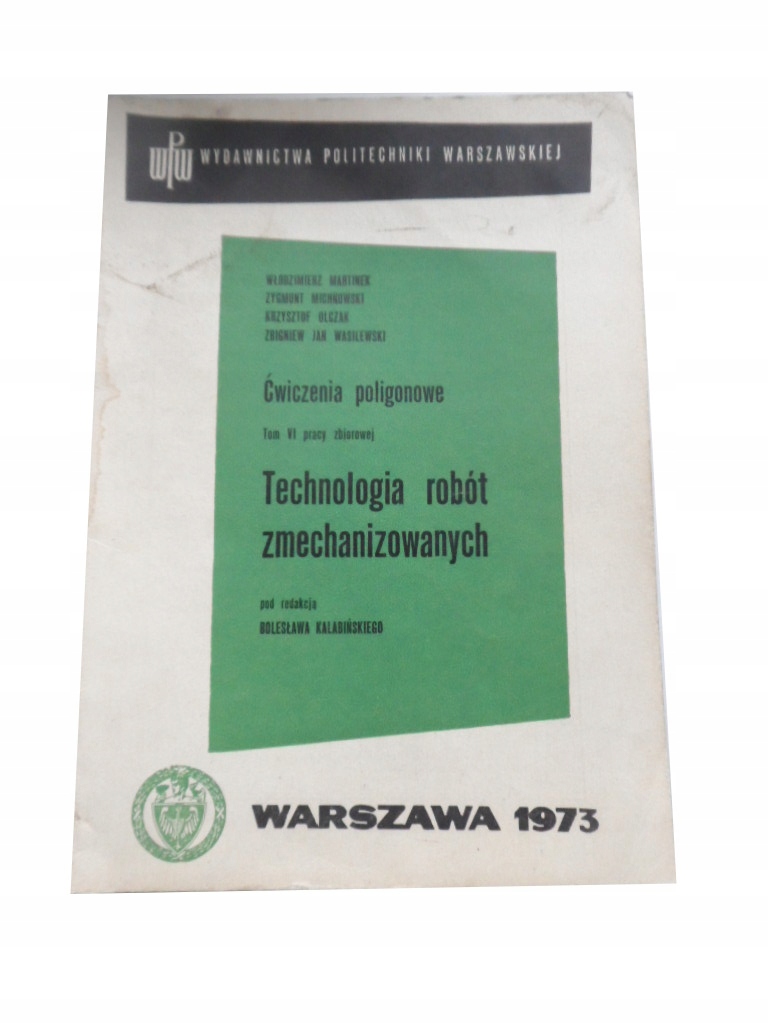 WPW WYDAWNICTWA POLITECHNIKI WARSZAWSKIEJ
WŁODZIMIERZ MARTINEK
ZYGMUNT MICHNOWSKI
KRZYSZTOF OLCZAK
ZBIGNIEW JAN WASILEWSKI
Ćwiczenia poligonowe
Tom VI pracy zbiorowej
Technologia robót
zmechanizowanych
pod redakcją
BOLESŁAWA KALABIŃSKIEGO
WARSZAWA 1973